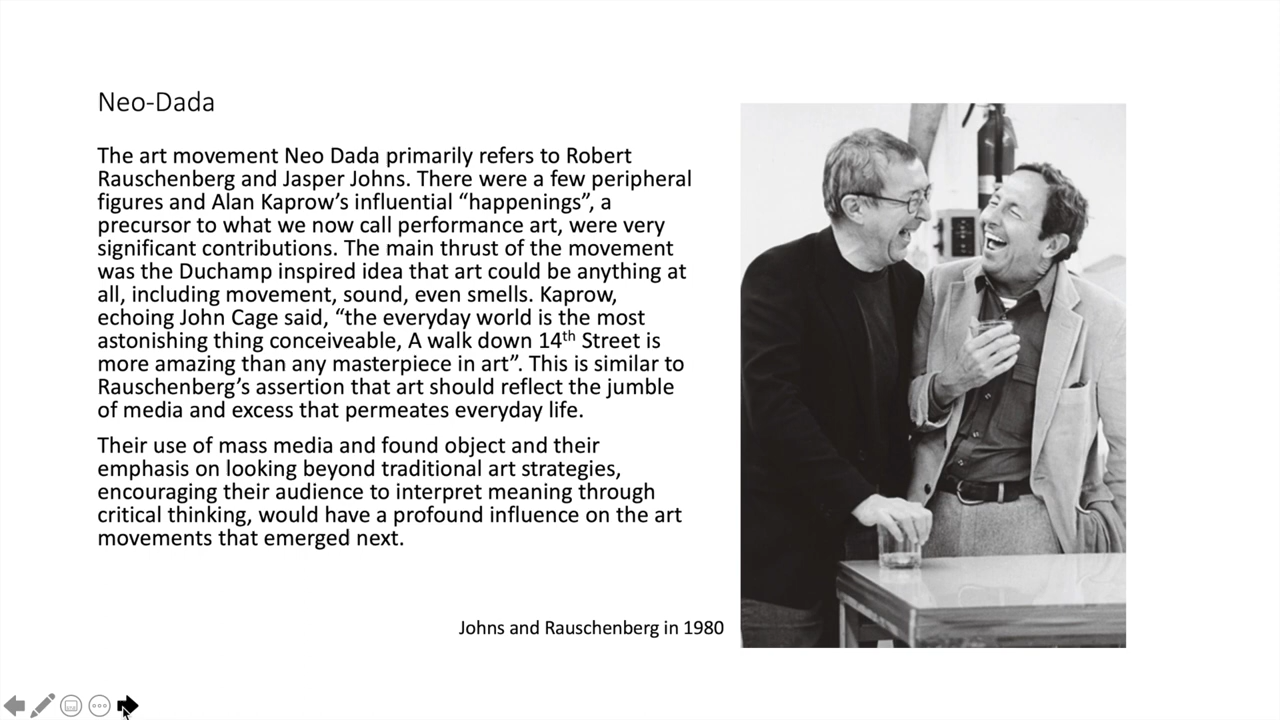 Neo-Dada
The art movement Neo Dada primarily refers to Robert
Rauschenberg and Jasper Johns. There were a few peripheral
figures and Alan Kaprow’s influential “happenings”, a
precursor to what we now call performance art, were very
significant contributions. The main thrust of the movement
was the Duchamp inspired idea that art could be anything at
all, including movement, sound, even smells. Kaprow,
echoing John Cage said, “the everyday world is the most
astonishing thing conceiveable, A walk down 14th Street is
more amazing than any masterpiece in art”. This is similar to
Rauschenberg’s assertion that art should reflect the jumble
of media and excess that permeates everyday life.
Their use of mass media and found object and their
emphasis on looking beyond traditional art strategies,
encouraging their audience to interpret meaning through
critical thinking, would have a profound influence on the art
movements that emerged next.
Johns and Rauschenberg in 1980